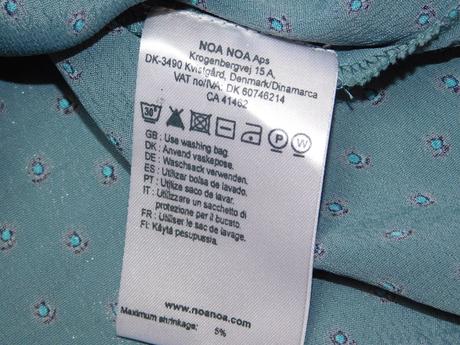 NOA NOA Aps
Krogenbergvej 15 A,
DK-3490 Kvistgård, Denmark/Dinamarca
VAT no/IVA: DK 60746214
CA 41462
30° P W
GB : Use washing bag.
DK: Anvend vaskepose.
DE : Waschsack verwenden.
ES : Utilizar bolsa de lavado.
PT : Utilize saco de lavar.
IT : Utilizzare un sacchetto di
protezione per il bucato.
FR : Utiliser le sac de lavage.
FI: Käytä pesupussia.
www.noanoa.com
Maximum shrinkage: 5%